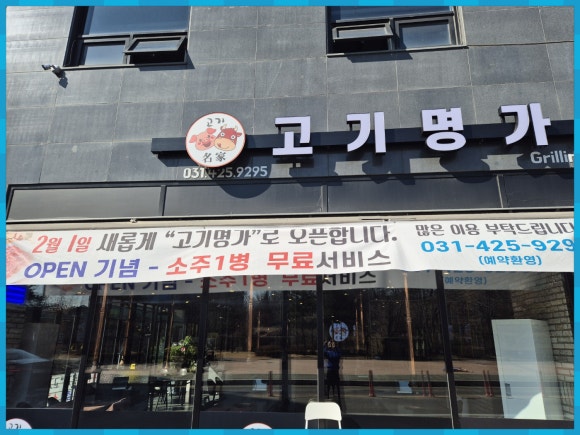 고기
名家
고기명가
031.425.9295
Grillin
2월 1일 새롭게 "고기명가"로 오픈합니다.
OPEN 기념 - 소주1병 무료서비스
많은 이용 부탁드립니다
031-425-929
(예약환영)